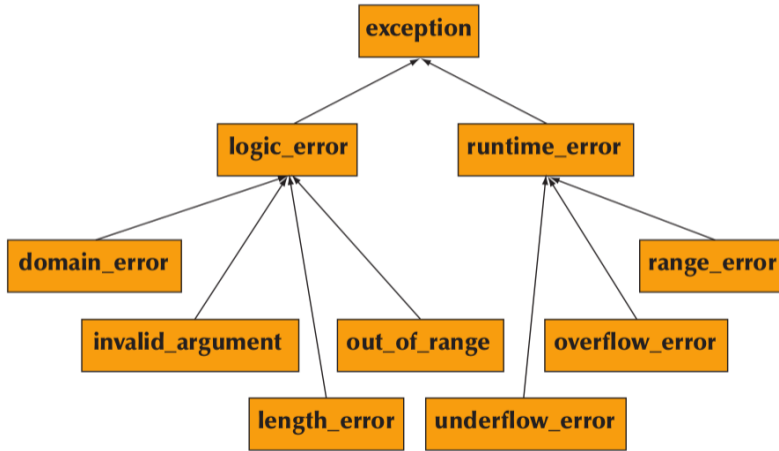 exception
logic_error
runtime_error
domain_error
range_error
invalid_argument
out_of_range
overflow_error
length_error
underflow_error